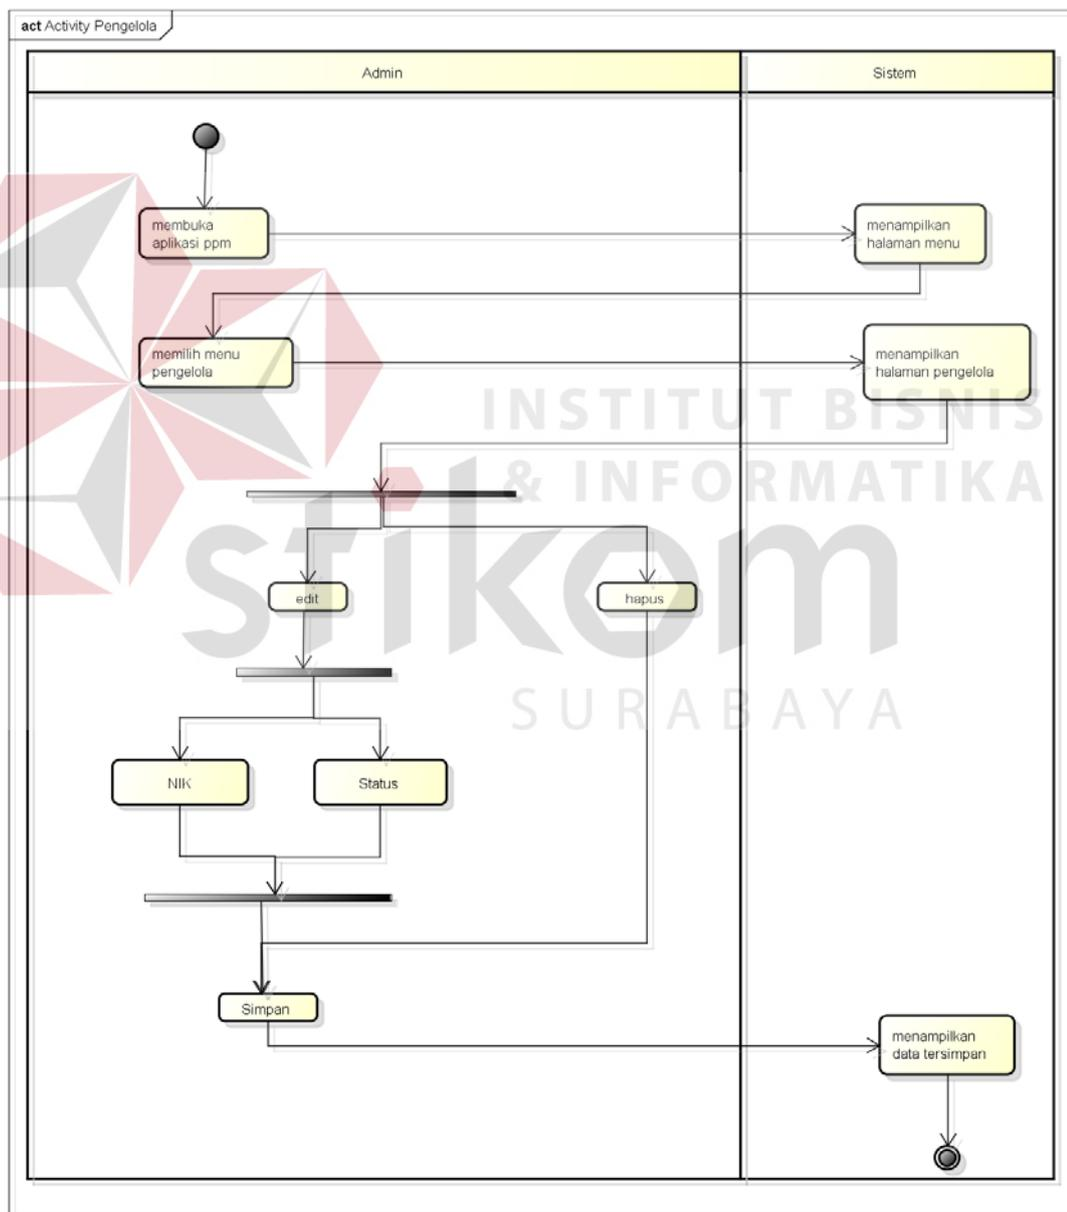 act Activity Pengelola
Admin
Sistem
membuka
aplikasi ppm
menampilkan
halaman menu
memilih menu
pengelola
menampilkan
halaman pengelola
INSTITUT BISNIS
& INFORMATIKA
stikom
SURABAYA
edit
hapus
NIK
Status
Simpan
menampilkan
data tersimpan